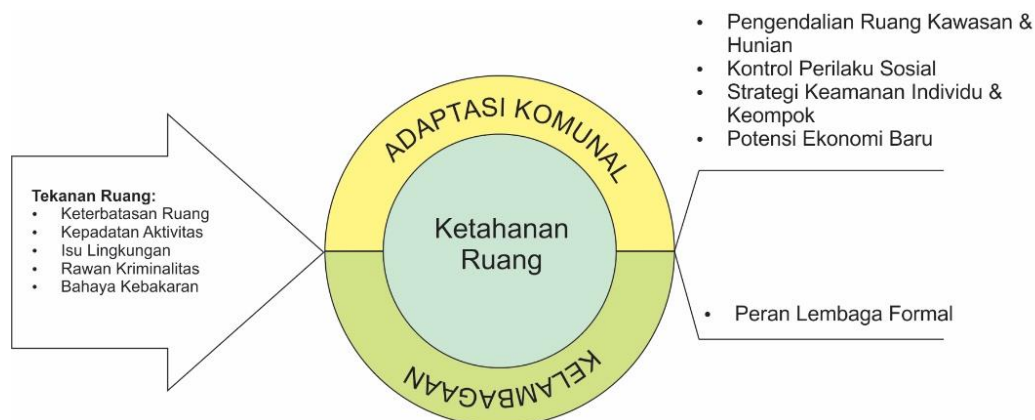 Tekanan Ruang:
• Keterbatasan Ruang
• Kepadatan Aktivitas
• Isu Lingkungan
• Rawan Kriminalitas
• Bahaya Kebakaran
ADAPTASI KOMUNAL
Ketahanan
Ruang
KELAMBAGAAN
• Pengendalian Ruang Kawasan &
Hunian
• Kontrol Perilaku Sosial
• Strategi Keamanan Individu &
Keompok
• Potensi Ekonomi Baru
• Peran Lembaga Formal